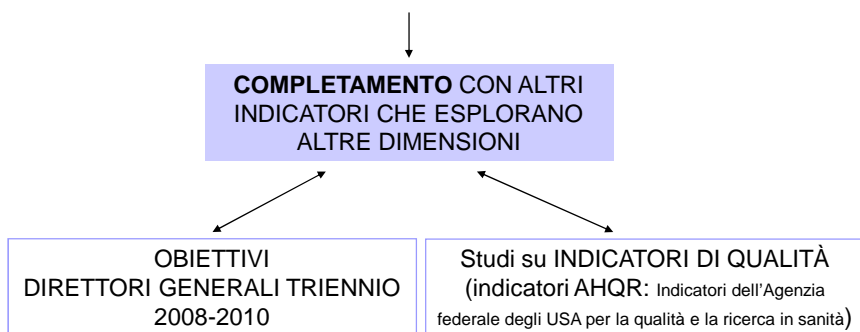 COMPLETAMENTO CON ALTRI
INDICATORI CHE ESPLORANO
ALTRE DIMENSIONI
OBIETTIVI
DIRETTORI GENERALI TRIENNIO
2008-2010
Studi su INDICATORI DI QUALITÀ
(indicatori AHQR: Indicatori dell'Agenzia
federale degli USA per la qualità e la ricerca in sanità)